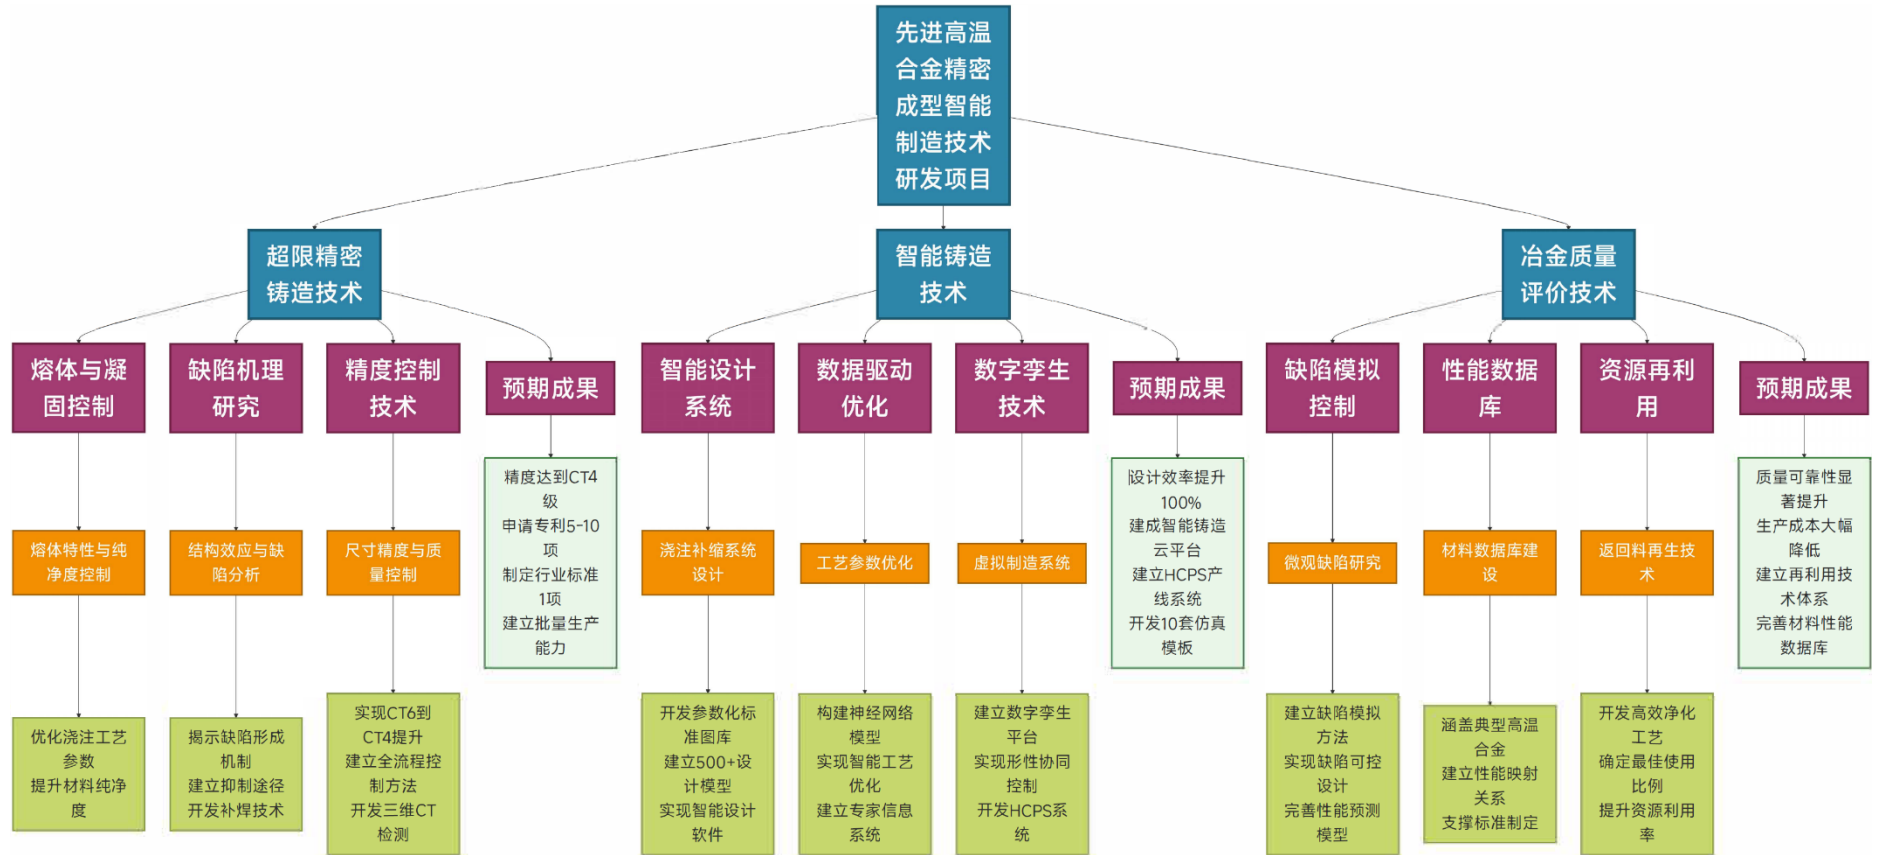 先进高温
合金精密
成型智能
制造技术
研发项目
超限精密
铸造技术
智能铸造
技术
冶金质量
评价技术
熔体与凝
固控制
缺陷机理
研究
精度控制
技术
预期成果
智能设计
系统
数据驱动
优化
数字孪生
技术
预期成果
缺陷模拟
控制
性能数据
库
资源再利
用
预期成果
精度达到CT4
级
申请专利5-10
项
制定行业标准
1项
建立批量生产
能力
设计效率提升
100%
建成智能铸造
云平台
建立HCPS产
线系统
开发10套仿真
模板
质量可靠性显
著提升
生产成本大幅
降低
建立再利用技
术体系
完善材料性能
数据库
熔体特性与纯
净度控制
结构效应与缺
陷分析
尺寸精度与质
量控制
浇注补缩系统
设计
工艺参数优化
虚拟制造系统
微观缺陷研究
材料数据库建
设
返回料再生技
术
优化浇注工艺
参数
提升材料纯净
度
揭示缺陷形成
机制
建立抑制途径
开发补焊技术
实现CT6到
CT4提升
建立全流程控
制方法
开发三维CT
检测
开发参数化标
准图库
建立500+设
计模型
实现智能设计
软件
构建神经网络
模型
实现智能工艺
优化
建立专家信息
系统
建立数字孪生
平台
实现形性协同
控制
开发HCPS系
统
建立缺陷模拟
方法
实现缺陷可控
设计
完善性能预测
模型
涵盖典型高温
合金
建立性能映射
关系
支撑标准制定
开发高效净化
工艺
确定最佳使用
比例
提升资源利用
率